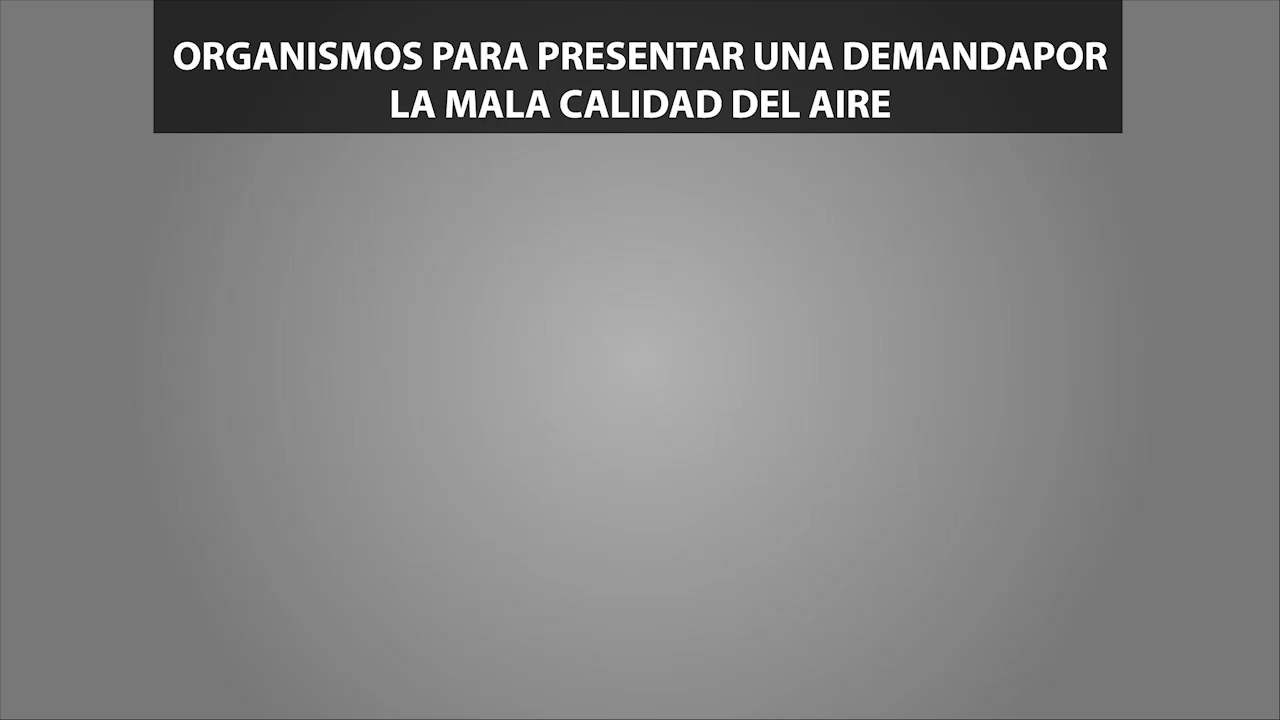 ORGANISMOS PARA PRESENTAR UNA DEMANDAPOR
LA MALA CALIDAD DEL AIRE